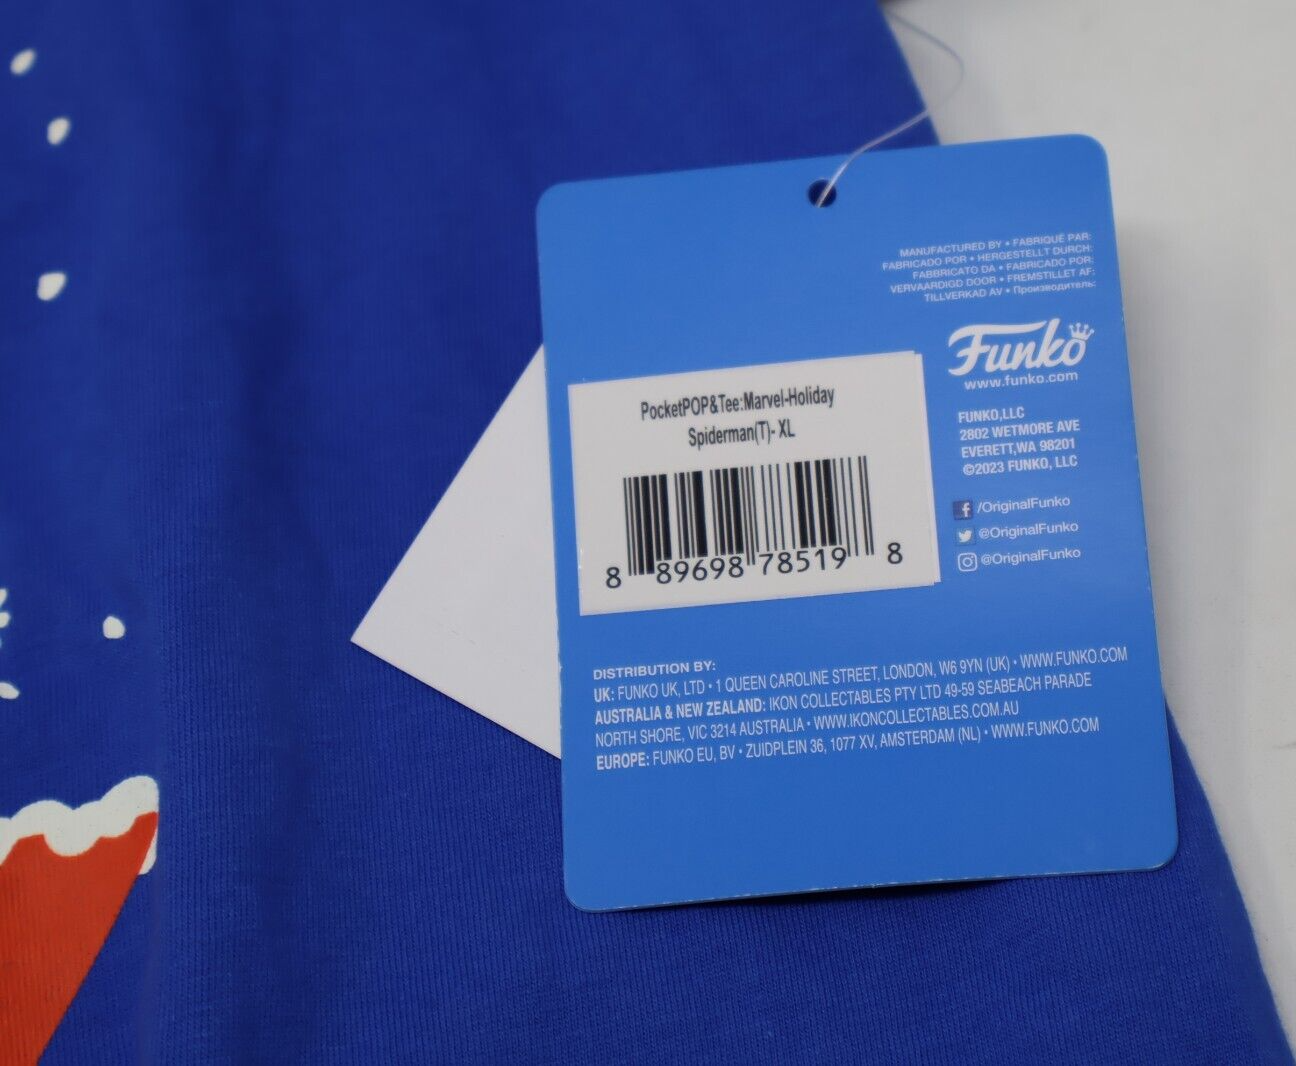 MANUFACTURED BY • FABRIQUÉ PAR:
FABRICADO POR • HERGESTELLT DURCH:
FABBRICATO DA • FABRICADO POR:
VERVAARDIGD DOOR • FREMSTILLET AF:
TILLVERKAD AV • Производитель:
Funko
www.funko.com
PocketPOP&Tee:Marvel-Holiday
Spiderman(T)- XL
8 89698 78519 8
FUNKO,LLC
2802 WETMORE AVE
EVERETT,WA 98201
©2023 FUNKO, LLC
/OriginalFunko
@OriginalFunko
@OriginalFunko
DISTRIBUTION BY:
UK: FUNKO UK, LTD • 1 QUEEN CAROLINE STREET, LONDON, W6 9YN (UK) • WWW.FUNKO.COM
AUSTRALIA & NEW ZEALAND: IKON COLLECTABLES PTY LTD 49-59 SEABEACH PARADE
NORTH SHORE, VIC 3214 AUSTRALIA • WWW.IKONCOLLECTABLES.COM.AU
EUROPE: FUNKO EU, BV • ZUIDPLEIN 36, 1077 XV, AMSTERDAM (NL) • WWW.FUNKO.COM